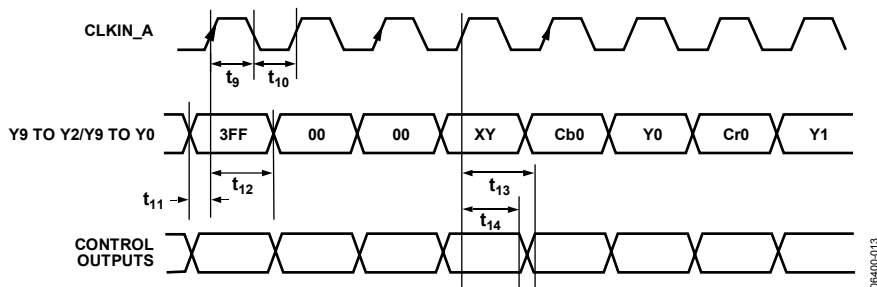 CLKIN_A
t9
t10
Y9 TO Y2/Y9 TO Y0
3FF
00
00
XY
Cb0
Y0
Cr0
Y1
t12
t13
t11
t14
CONTROL
OUTPUTS
06400-013